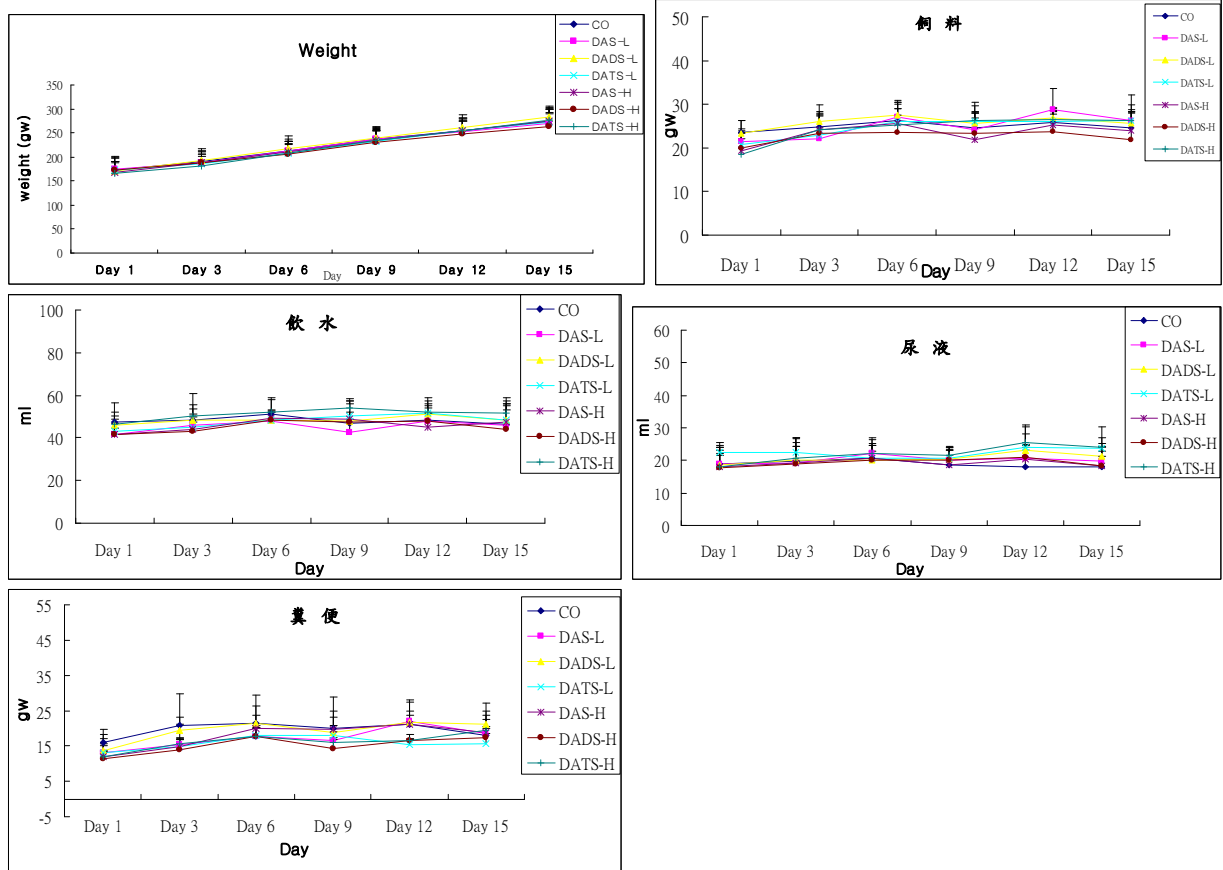 Weight
weight (gw)
350
300
250
200
150
100
50
0
Day 1 Day 3 Day 6 Day 9 Day 12 Day 15
Day
CO
DAS-L
DADS-L
DATS-L
DAS-H
DADS-H
DATS-H
飼 料
gw
50
40
30
20
10
0
Day 1 Day 3 Day 6 Day 9 Day 12 Day 15
Day
CO
DAS-L
DADS-L
DATS-L
DAS-H
DADS-H
DATS-H
飲 水
ml
100
80
60
40
20
0
Day 1 Day 3 Day 6 Day 9 Day 12 Day 15
Day
CO
DAS-L
DADS-L
DATS-L
DAS-H
DADS-H
DATS-H
尿 液
ml
60
50
40
30
20
10
0
Day 1 Day 3 Day 6 Day 9 Day 12 Day 15
Day
CO
DAS-L
DADS-L
DATS-L
DAS-H
DADS-H
DATS-H
糞 便
gw
55
45
35
25
15
5
-5
Day 1 Day 3 Day 6 Day 9 Day 12 Day 15
Day
CO
DAS-L
DADS-L
DATS-L
DAS-H
DADS-H
DATS-H